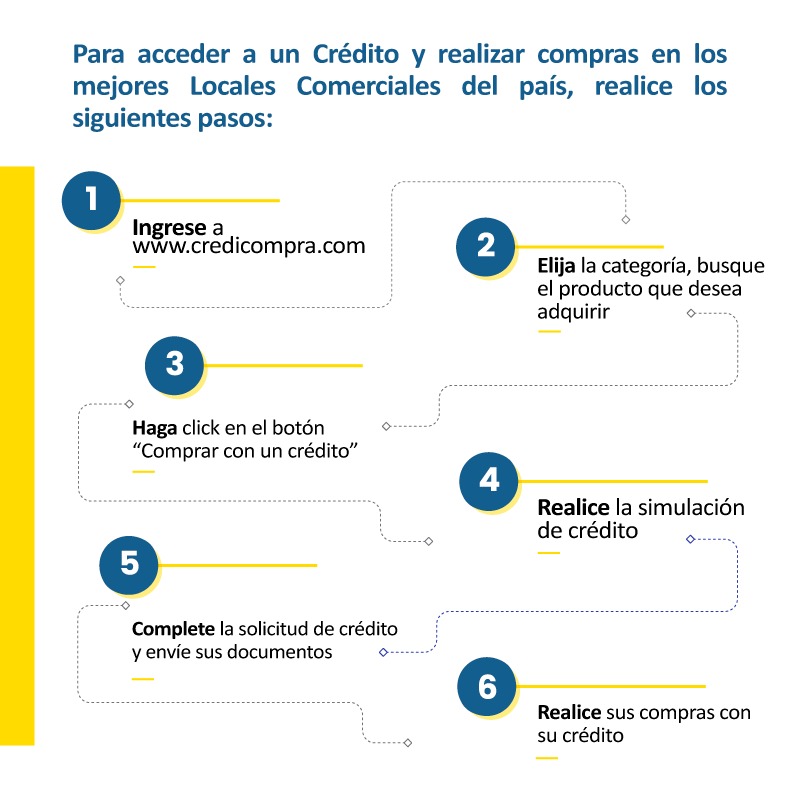 Para acceder a un Crédito y realizar compras en los
mejores Locales Comerciales del país, realice los
siguientes pasos:
1
Ingrese a
www.credicompra.com
2
Elija la categoría, busque
el producto que desea
adquirir
3
Haga click en el botón
“Comprar con un crédito”
4
Realice la simulación
de crédito
5
Complete la solicitud de crédito
y envíe sus documentos
6
Realice sus compras con
su crédito